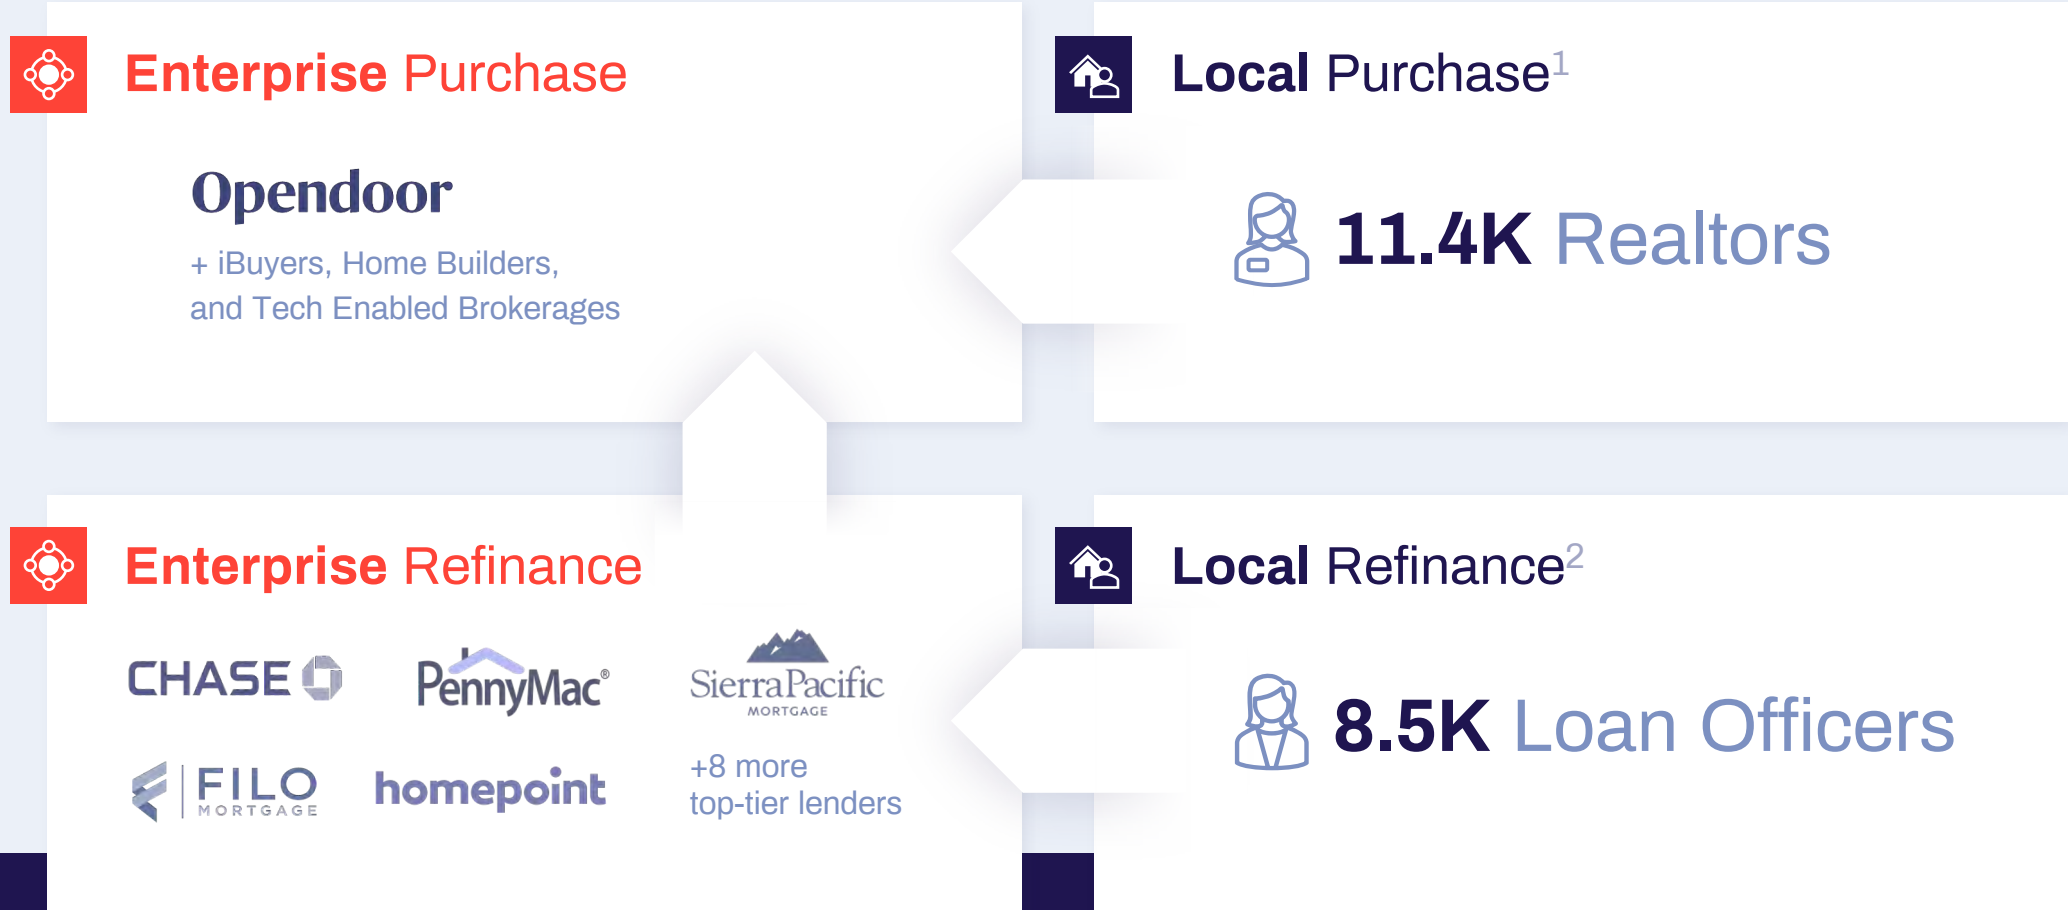 Enterprise Purchase
Opendoor
+ iBuyers, Home Builders,
and Tech Enabled Brokerages
Local Purchase1
11.4K Realtors
Enterprise Refinance
CHASE
PennyMac®
SierraPacific
MORTGAGE
FILO
MORTGAGE
homepoint
+8 more
top-tier lenders
Local Refinance2
8.5K Loan Officers